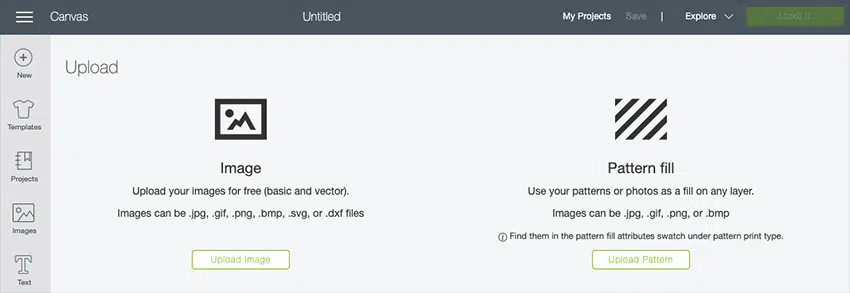 Canvas
Untitled
My Projects Save | Explore
Make It
New
Templates
Projects
Images
Text
Upload
Image
Upload your images for free (basic and vector).
Images can be .jpg, .gif, .png, .bmp, .svg, or .dxf files
Upload Image
Pattern fill
Use your patterns or photos as a fill on any layer.
Images can be .jpg, .gif, .png, or .bmp
Find them in the pattern fill attributes swatch under pattern print type.
Upload Pattern